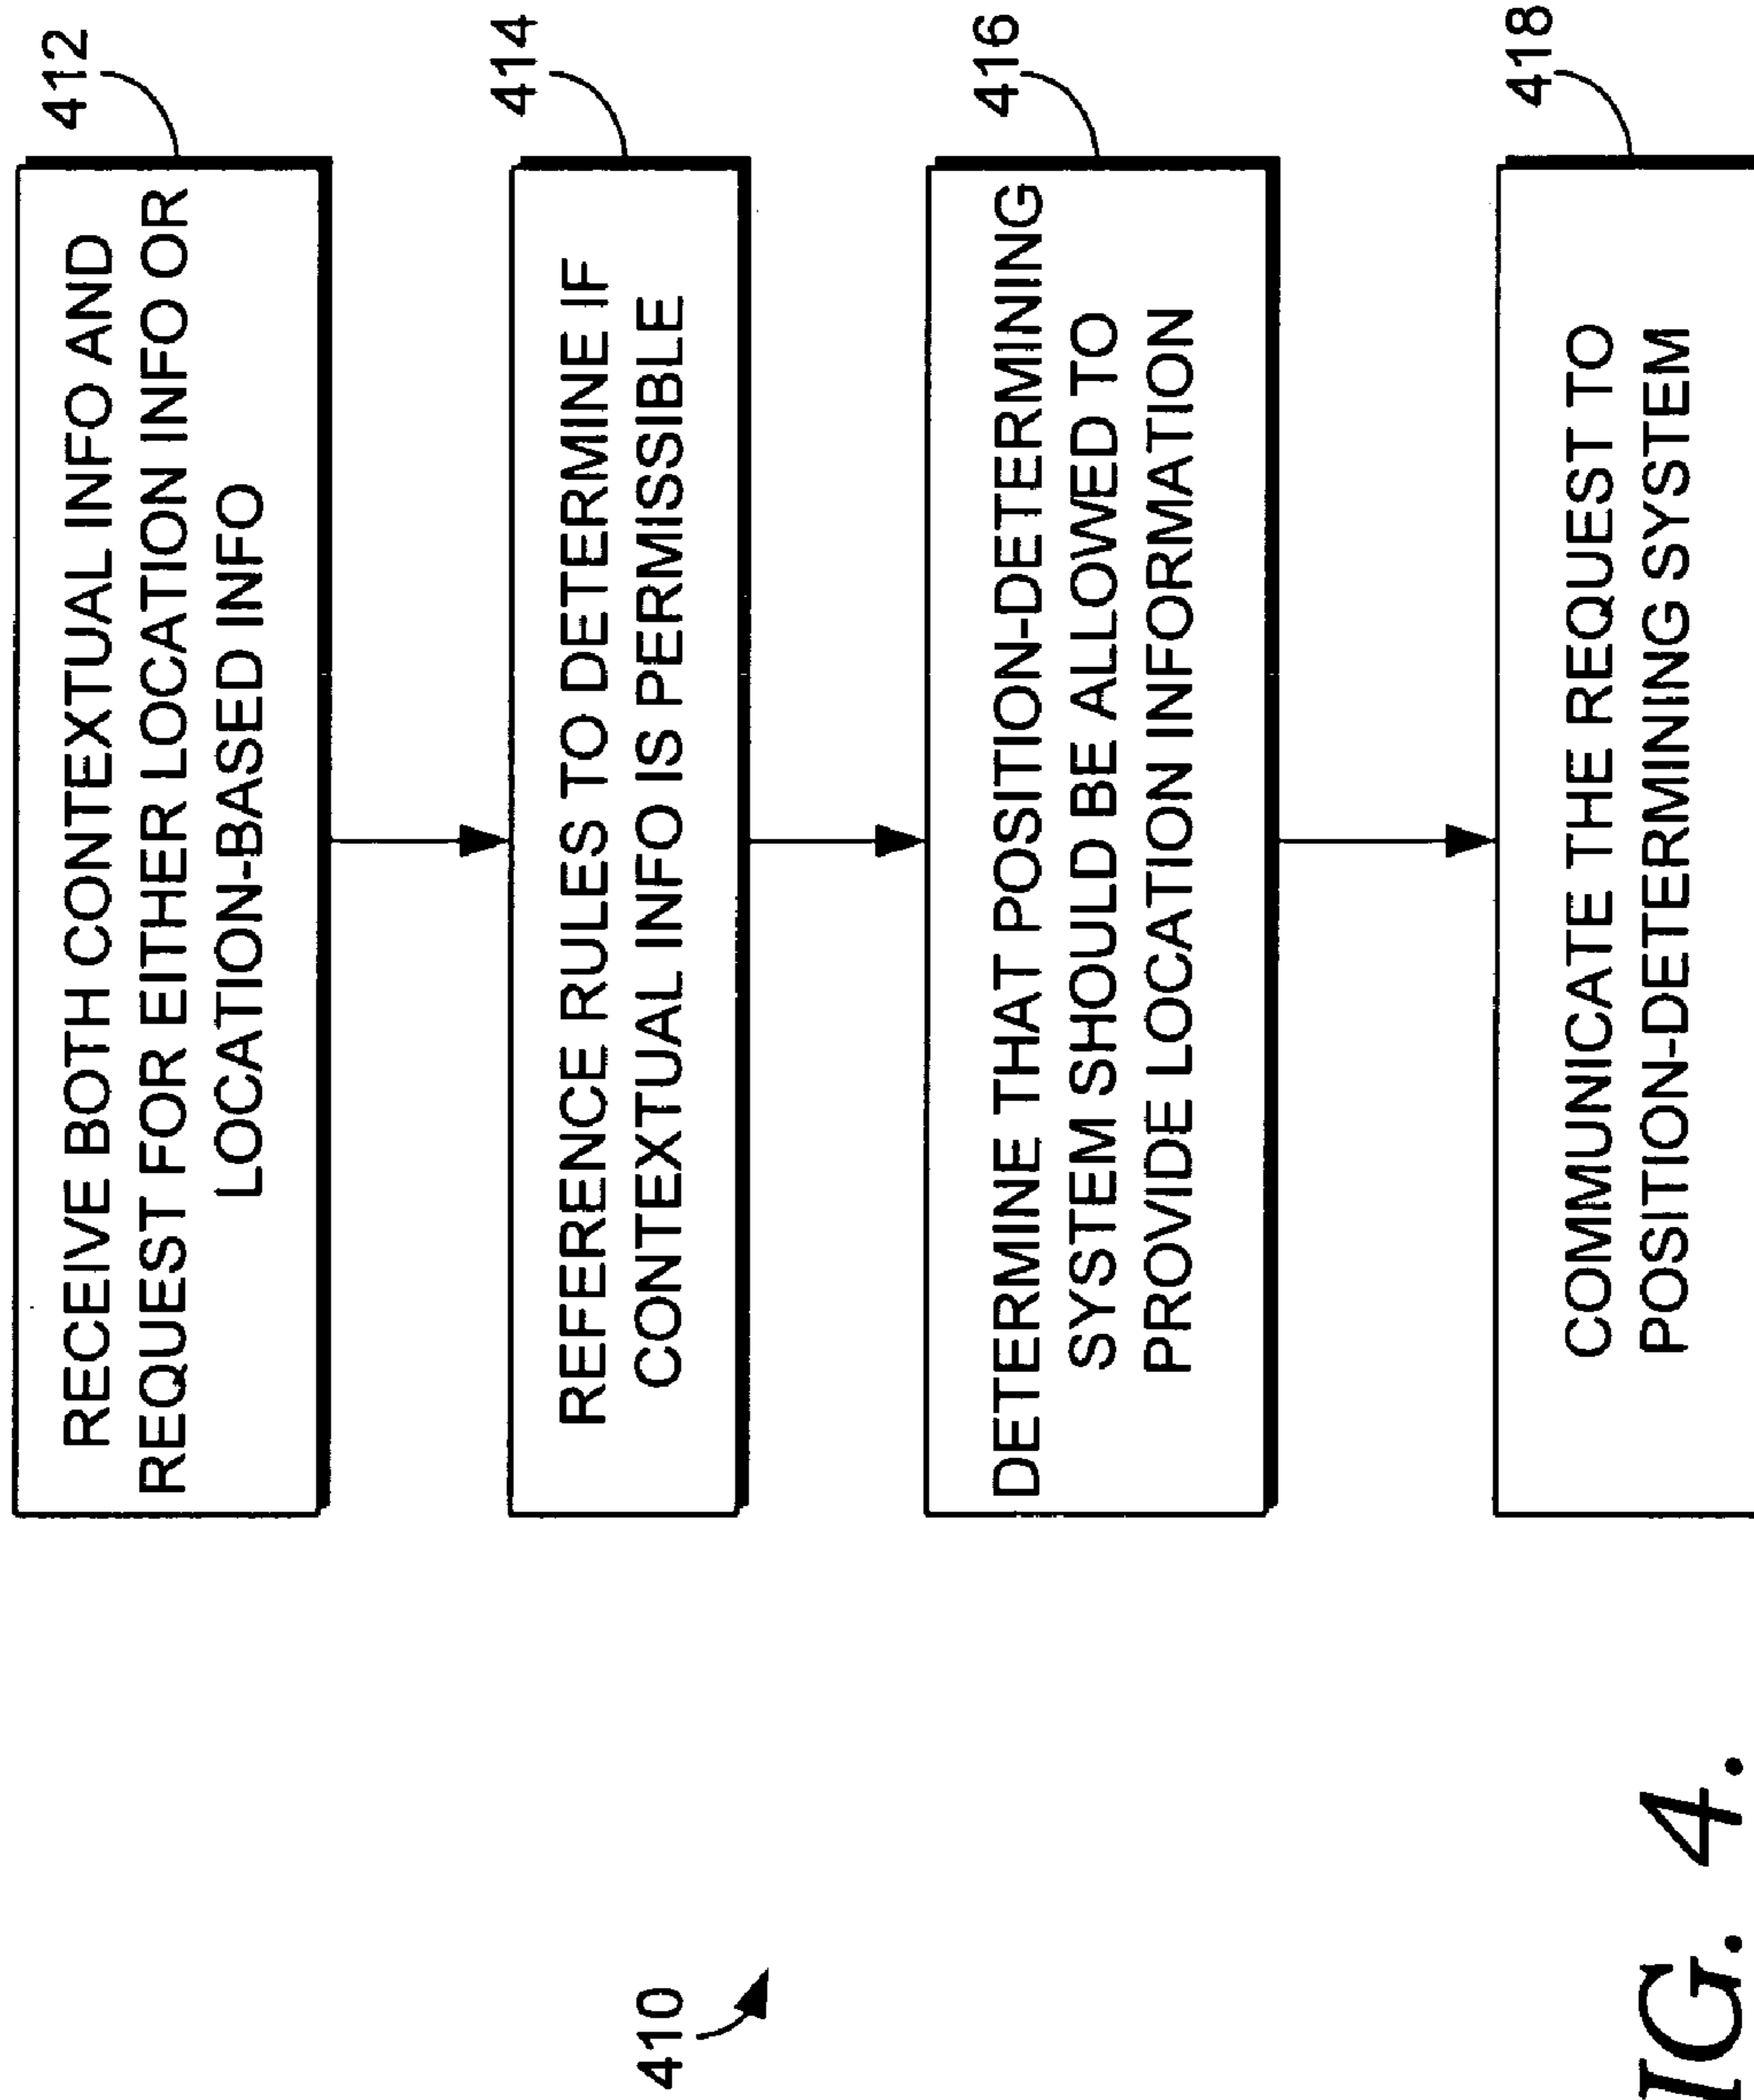 412
RECEIVE BOTH CONTEXTUAL INFO AND
REQUEST FOR EITHER LOCATION INFO OR
LOCATION-BASED INFO
414
REFERENCE RULES TO DETERMINE IF
CONTEXTUAL INFO IS PERMISSIBLE
416
DETERMINE THAT POSITION-DETERMINING
SYSTEM SHOULD BE ALLOWED TO
PROVIDE LOCATION INFORMATION
418
COMMUNICATE THE REQUEST TO
POSITION-DETERMINING SYSTEM
410
IG. 4.